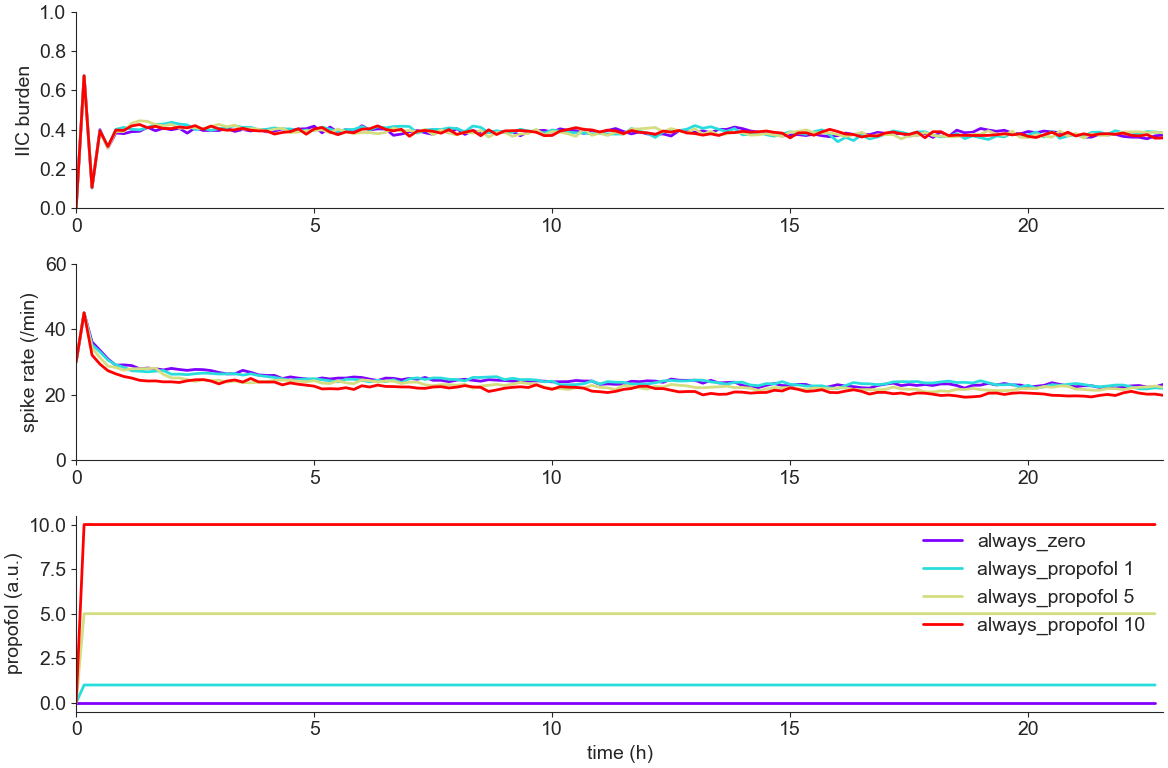 IIC burden
1.0
0.8
0.6
0.4
0.2
0.0
0 5 10 15 20
spike rate (/min)
60
40
20
0
0 5 10 15 20
propofol (a.u.)
10.0
7.5
5.0
2.5
0.0
always_zero
always_propofol 1
always_propofol 5
always_propofol 10
0 5 10 15 20
time (h)